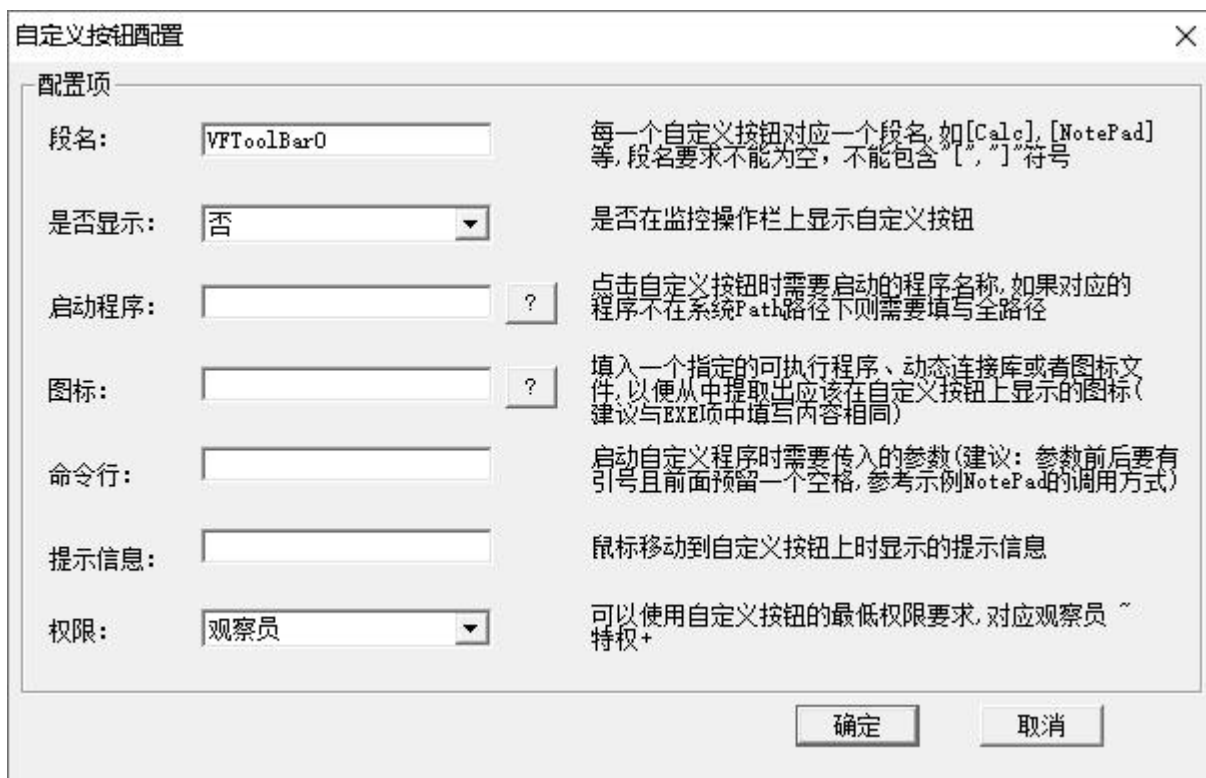 自定义按钮配置
配置项
段名:
VFToolBar0
每一个自定义按钮对应一个段名,如[Calc],[NotePad]
等,段名要求不能为空，不能包含"[","]"符号
是否显示:
否
是否在监控操作栏上显示自定义按钮
启动程序:
?
点击自定义按钮时需要启动的程序名称,如果对应的
程序不在系统Path路径下则需要填写全路径
图标:
?
填入一个指定的可执行程序、动态连接库或者图标文
件,以便从中提取出应该在自定义按钮上显示的图标(
建议与EXE项中填写内容相同)
命令行:
启动自定义程序时需要传入的参数(建议: 参数前后要有
引号且前面预留一个空格,参考示例NotePad的调用方式)
提示信息:
鼠标移动到自定义按钮上时显示的提示信息
权限:
观察员
可以使用自定义按钮的最低权限要求,对应观察员 ~
特权+
确定
取消